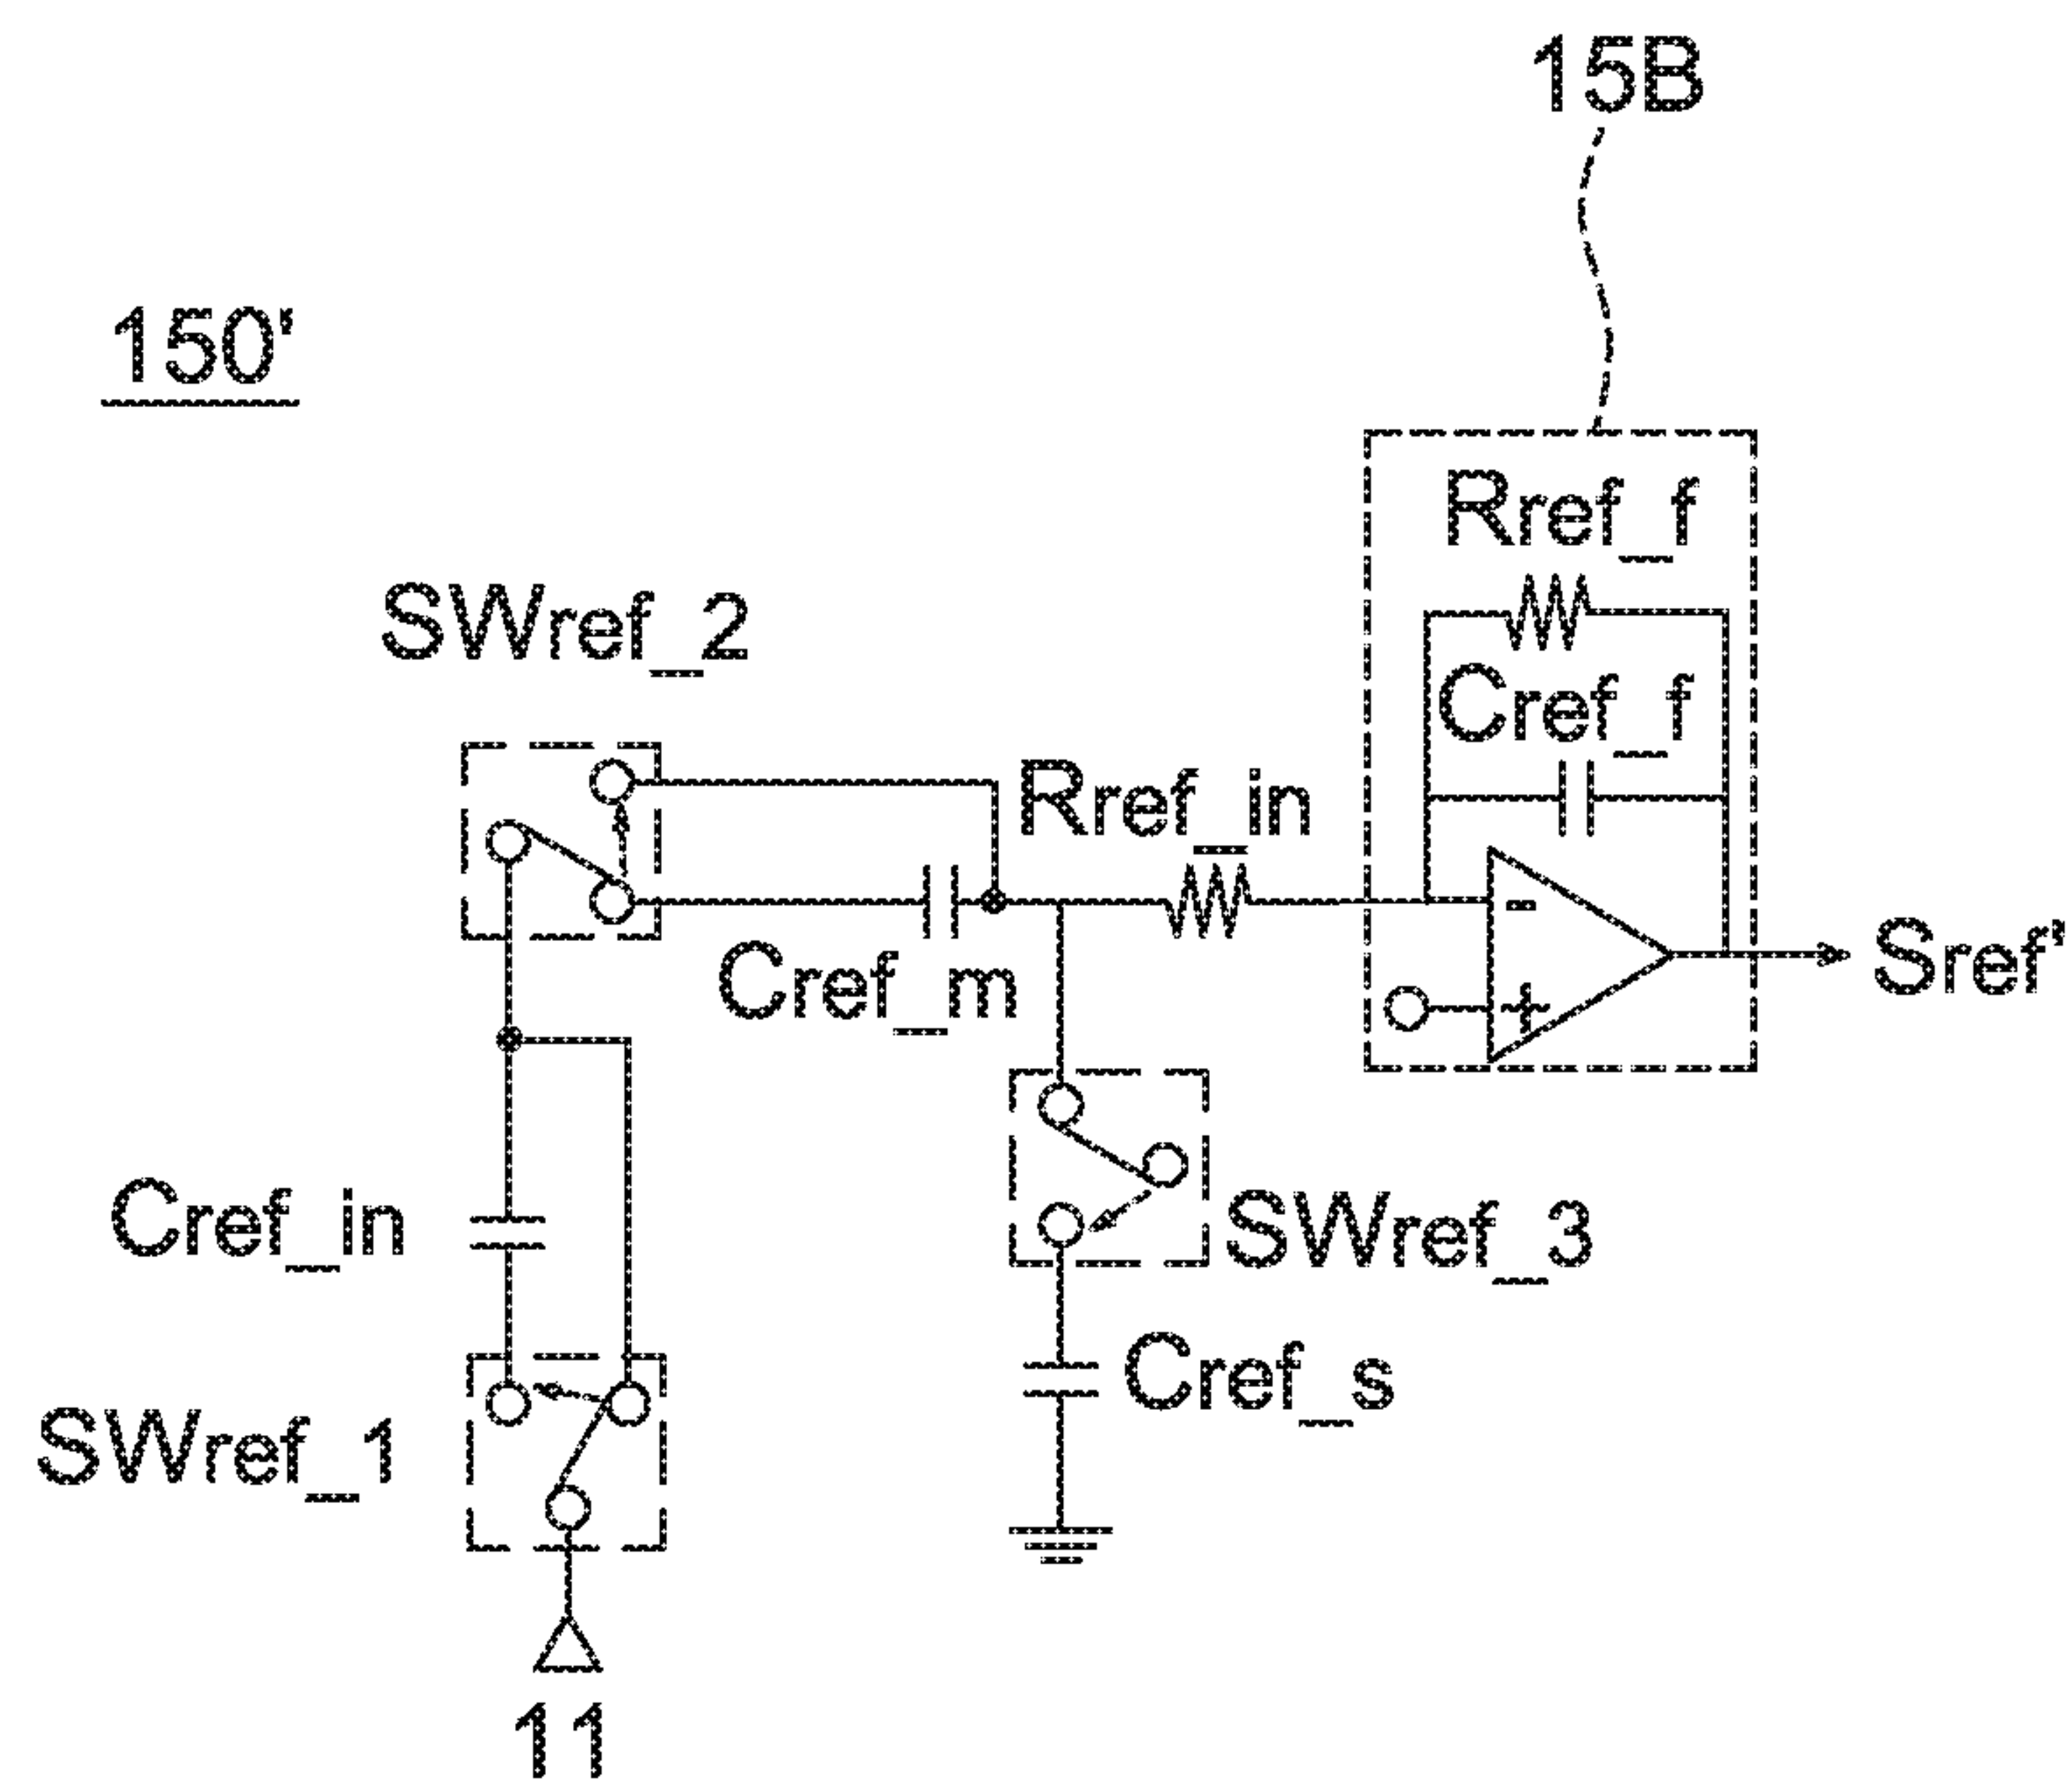 15B
150'
Rref_f
SWref_2
Cref_f
Rref_in
-
Cref_m
Sref'
+
Cref_in
SWref_3
Cref_s
SWref_1
11